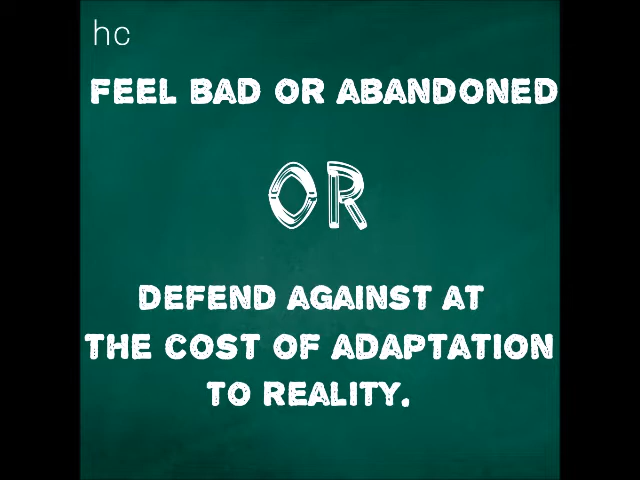 hc
FEEL BAD OR ABANDONED
OR
DEFEND AGAINST AT
THE COST OF ADAPTATION
TO REALITY.